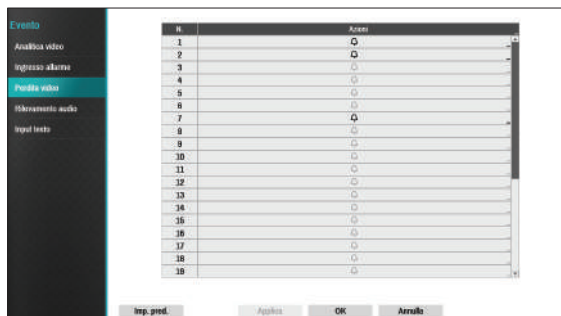 Evento
Analitica video
Ingresso allarme
Perdita video
Rilevamento audio
Input testo
N. Azioni
1
2
3
4
5
6
7
8
9
10
11
12
13
14
15
16
17
18
19
Imp. pred. Applica OK Annulla